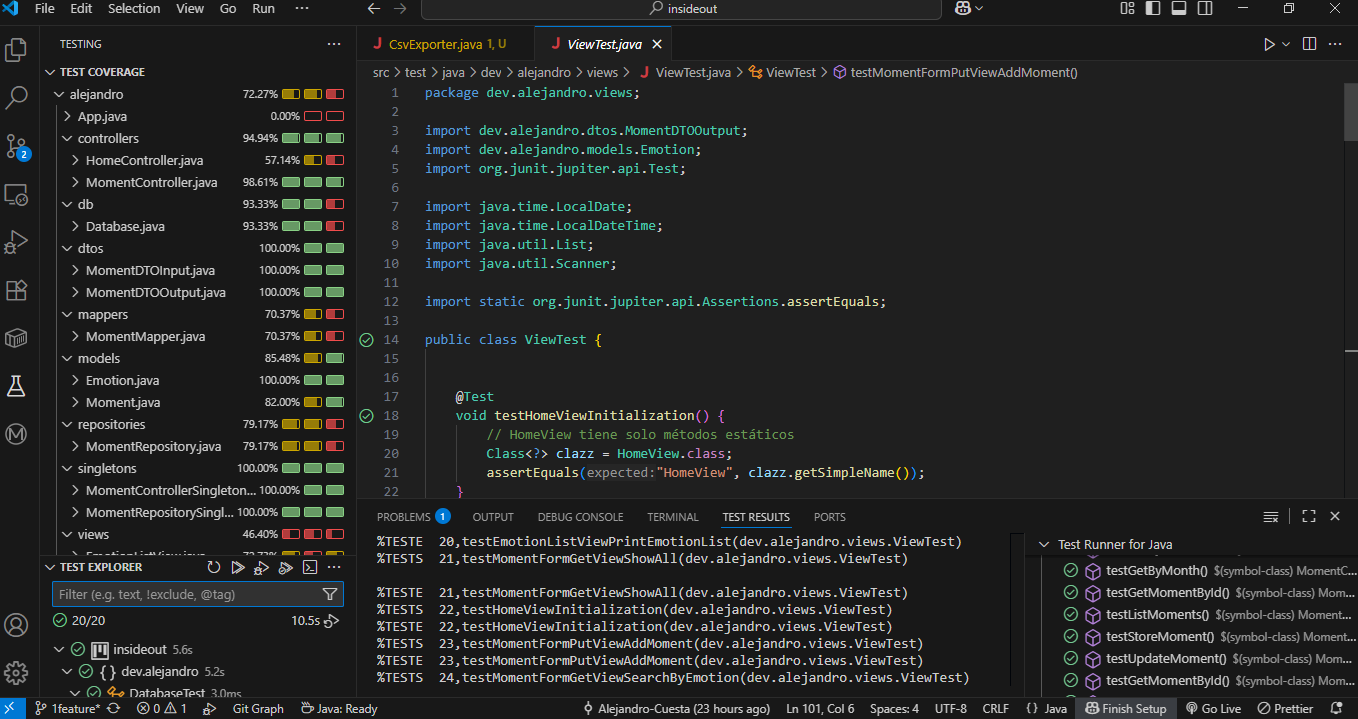 File Edit Selection View Go Run ··· insideout
TESTING
TEST COVERAGE
alejandro 72.27%
App.java 0.00%
controllers 94.94%
HomeController.java 57.14%
MomentController.java 98.61%
db 93.33%
Database.java 93.33%
dtos 100.00%
MomentDTOInput.java 100.00%
MomentDTOOutput.java 100.00%
mappers 70.37%
MomentMapper.java 70.37%
models 85.48%
Emotion.java 100.00%
Moment.java 82.00%
repositories 79.17%
MomentRepository.java 79.17%
singletons 100.00%
MomentControllerSingleton... 100.00%
MomentRepositorySingl... 100.00%
views 46.40%
EmotionListView.java 72.73%
TEST EXPLORER
Filter (e.g. text, !exclude, @tag)
20/20 10.5s
insideout 5.6s
{ } dev.alejandro 5.2s
DatabaseTest 3.0ms
CsvExporter.java 1, U
ViewTest.java
src > test > java > dev > alejandro > views > ViewTest.java > ViewTest > testMomentFormPutViewAddMoment()
1 package dev.alejandro.views;
2
3 import dev.alejandro.dtos.MomentDTOOutput;
4 import dev.alejandro.models.Emotion;
5 import org.junit.jupiter.api.Test;
6
7 import java.time.LocalDate;
8 import java.time.LocalDateTime;
9 import java.util.List;
10 import java.util.Scanner;
11
12 import static org.junit.jupiter.api.Assertions.assertEquals;
13
14 public class ViewTest {
15
16
17 @Test
18 void testHomeViewInitialization() {
19 // HomeView tiene solo métodos estáticos
20 Class<?> clazz = HomeView.class;
21 assertEquals(expected:"HomeView", clazz.getSimpleName());
22 }
PROBLEMS 1 OUTPUT DEBUG CONSOLE TERMINAL TEST RESULTS PORTS
%TESTE 20,testEmotionListViewPrintEmotionList(dev.alejandro.views.ViewTest)
%TESTS 21,testMomentFormGetViewShowAll(dev.alejandro.views.ViewTest)
%TESTE 21,testMomentFormGetViewShowAll(dev.alejandro.views.ViewTest)
%TESTS 22,testHomeViewInitialization(dev.alejandro.views.ViewTest)
%TESTE 22,testHomeViewInitialization(dev.alejandro.views.ViewTest)
%TESTS 23,testMomentFormPutViewAddMoment(dev.alejandro.views.ViewTest)
%TESTE 23,testMomentFormPutViewAddMoment(dev.alejandro.views.ViewTest)
%TESTS 24,testMomentFormGetViewSearchByEmotion(dev.alejandro.views.ViewTest)
Test Runner for Java
testGetByMonth() $(symbol-class) MomentC...
testGetMomentById() $(symbol-class) Mom...
testListMoments() $(symbol-class) Moment...
testStoreMoment() $(symbol-class) Moment...
testUpdateMoment() $(symbol-class) Mom...
testGetMomentById() $(symbol-class) Mom...
2
1feature* 0 1 Git Graph Java: Ready Alejandro-Cuesta (23 hours ago) Ln 101, Col 6 Spaces: 4 UTF-8 CRLF { } Java Finish Setup Go Live Prettier